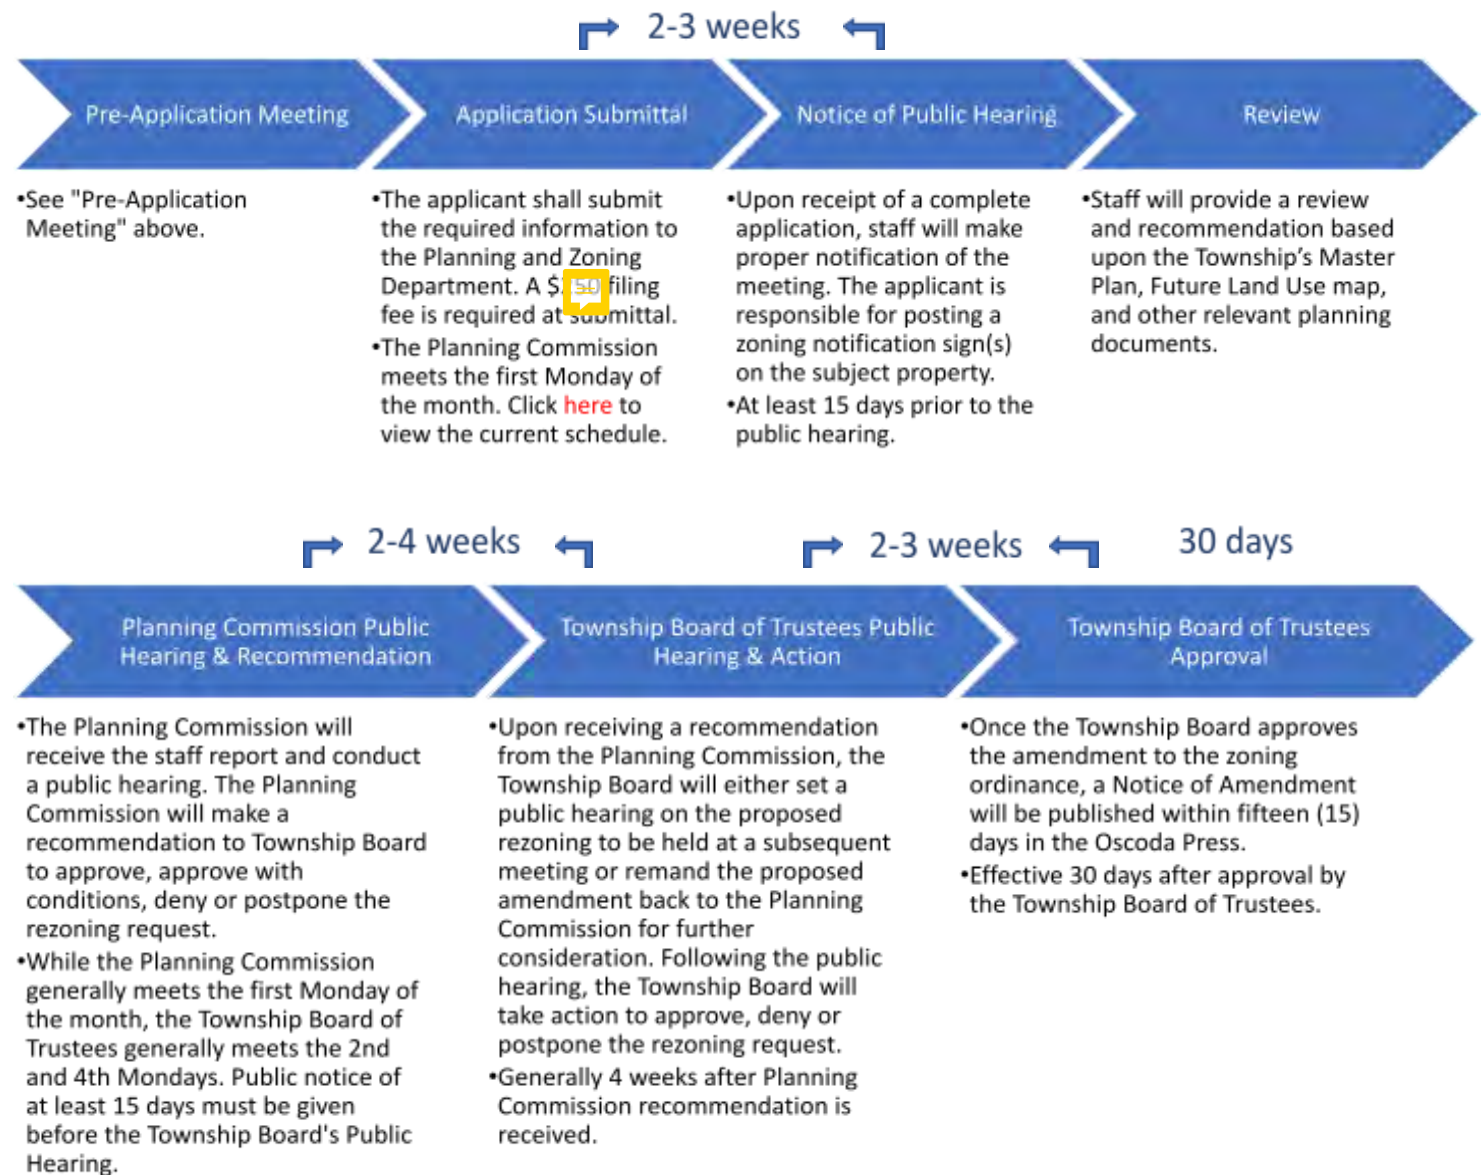 2-3 weeks
Pre-Application Meeting
Application Submittal
Notice of Public Hearing
Review
•See "Pre-Application
Meeting" above.
•The applicant shall submit
the required information to
the Planning and Zoning
Department. A filing
fee is required at submittal.
•The Planning Commission
meets the first Monday of
the month. Click here to
view the current schedule.
•Upon receipt of a complete
application, staff will make
proper notification of the
meeting. The applicant is
responsible for posting a
zoning notification sign(s)
on the subject property.
•At least 15 days prior to the
public hearing.
•Staff will provide a review
and recommendation based
upon the Township's Master
Plan, Future Land Use map,
and other relevant planning
documents.
2-4 weeks
2-3 weeks
30 days
Planning Commission Public
Hearing & Recommendation
Township Board of Trustees Public
Hearing & Action
Township Board of Trustees
Approval
•The Planning Commission will
receive the staff report and conduct
a public hearing. The Planning
Commission will make a
recommendation to Township Board
to approve, approve with
conditions, deny or postpone the
rezoning request.
•While the Planning Commission
generally meets the first Monday of
the month, the Township Board of
Trustees generally meets the 2nd
and 4th Mondays. Public notice of
at least 15 days must be given
before the Township Board's Public
Hearing.
•Upon receiving a recommendation
from the Planning Commission, the
Township Board will either set a
public hearing on the proposed
rezoning to be held at a subsequent
meeting or remand the proposed
amendment back to the Planning
Commission for further
consideration. Following the public
hearing, the Township Board will
take action to approve, deny or
postpone the rezoning request.
•Generally 4 weeks after Planning
Commission recommendation is
received.
•Once the Township Board approves
the amendment to the zoning
ordinance, a Notice of Amendment
will be published within fifteen (15)
days in the Oscoda Press.
•Effective 30 days after approval by
the Township Board of Trustees.